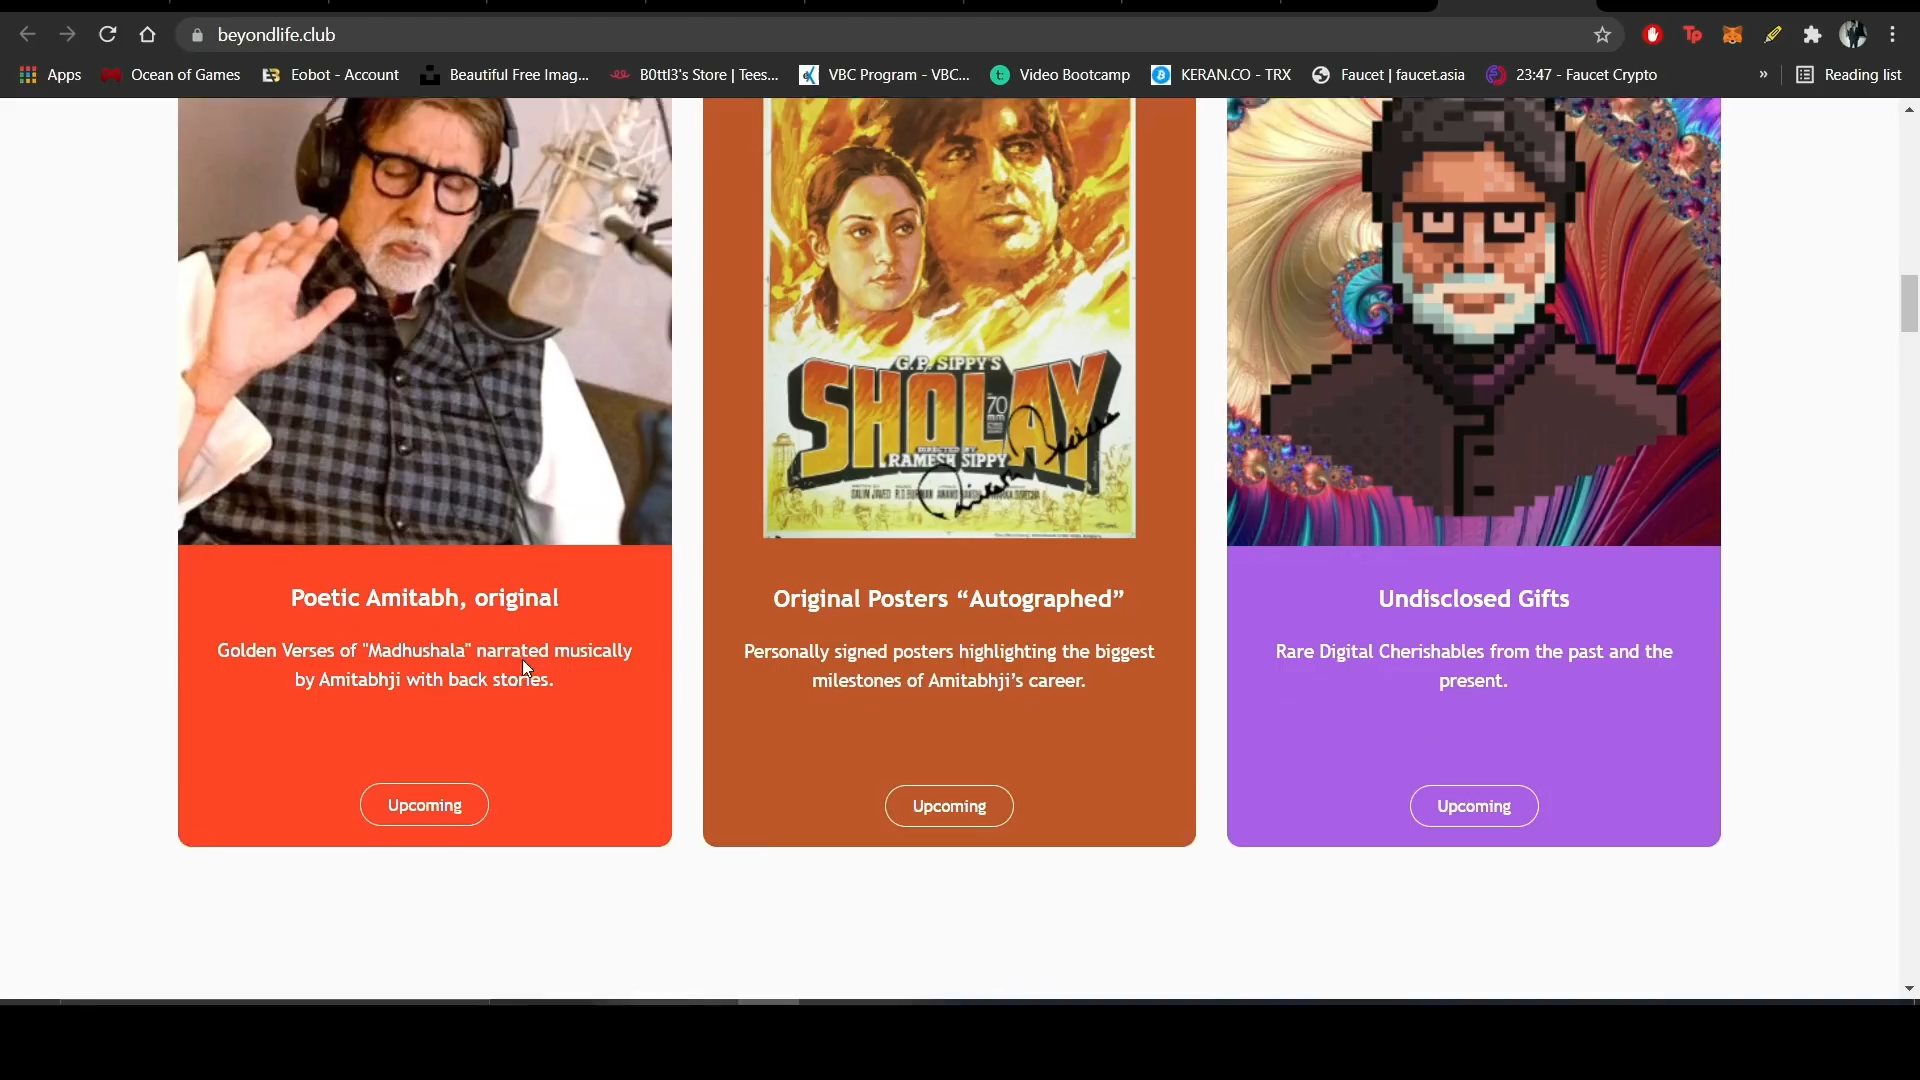 beyondlife.club
Apps
Ocean of Games
Eobot - Account
Beautiful Free Imag...
B0ttl3's Store | Tees...
VBC Program - VBC...
Video Bootcamp
KERAN.CO - TRX
Faucet | faucet.asia
23:47 - Faucet Crypto
»
Reading list
G.P. SIPPY'S
SHOLAY
70
MM
DIRECTED BY
RAMESH SIPPY
Poetic Amitabh, original
Golden Verses of "Madhushala" narrated musically
by Amitabhji with back stories.
Upcoming
Original Posters “Autographed”
Personally signed posters highlighting the biggest
milestones of Amitabhji’s career.
Upcoming
Undisclosed Gifts
Rare Digital Cherishables from the past and the
present.
Upcoming